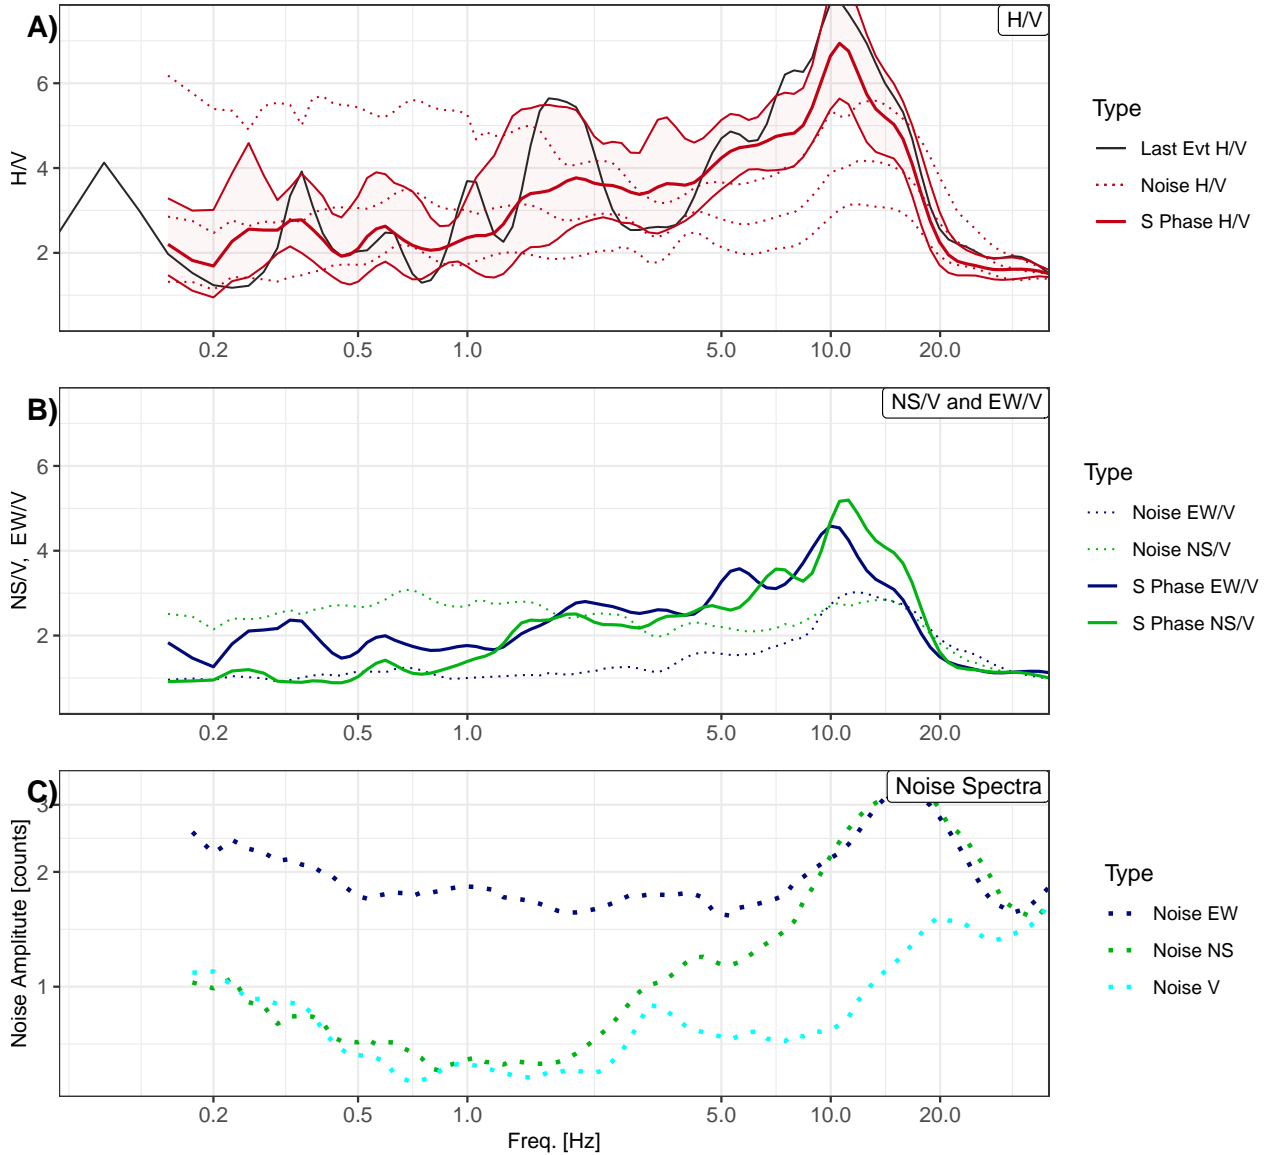 A)
H/V
H/V
6
4
2
0.2 0.5 1.0 5.0 10.0 20.0
Type
Last Evt H/V
Noise H/V
S Phase H/V
B)
NS/V and EW/V
NS/V, EW/V
6
4
2
0.2 0.5 1.0 5.0 10.0 20.0
Type
Noise EW/V
Noise NS/V
S Phase EW/V
S Phase NS/V
C)
Noise Spectra
Noise Amplitude [counts]
3
2
1
0.2 0.5 1.0 5.0 10.0 20.0
Freq. [Hz]
Type
Noise EW
Noise NS
Noise V